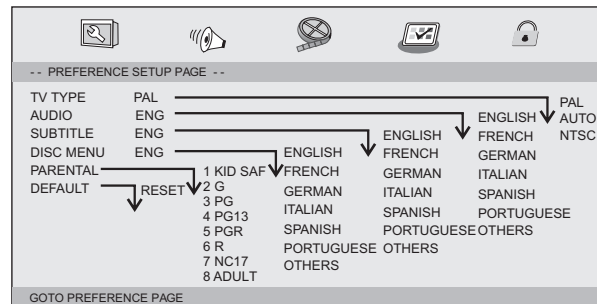 -- PREFERENCE SETUP PAGE --
TV TYPE PAL
AUDIO ENG
SUBTITLE ENG
DISC MENU ENG
PARENTAL
DEFAULT RESET
1 KID SAF
2 G
3 PG
4 PG13
5 PGR
6 R
7 NC17
8 ADULT
ENGLISH
FRENCH
GERMAN
ITALIAN
SPANISH
PORTUGUESE
OTHERS
ENGLISH
FRENCH
GERMAN
ITALIAN
SPANISH
PORTUGUESE
OTHERS
ENGLISH
FRENCH
GERMAN
ITALIAN
SPANISH
PORTUGUESE
OTHERS
PAL
AUTO
NTSC
GOTO PREFERENCE PAGE